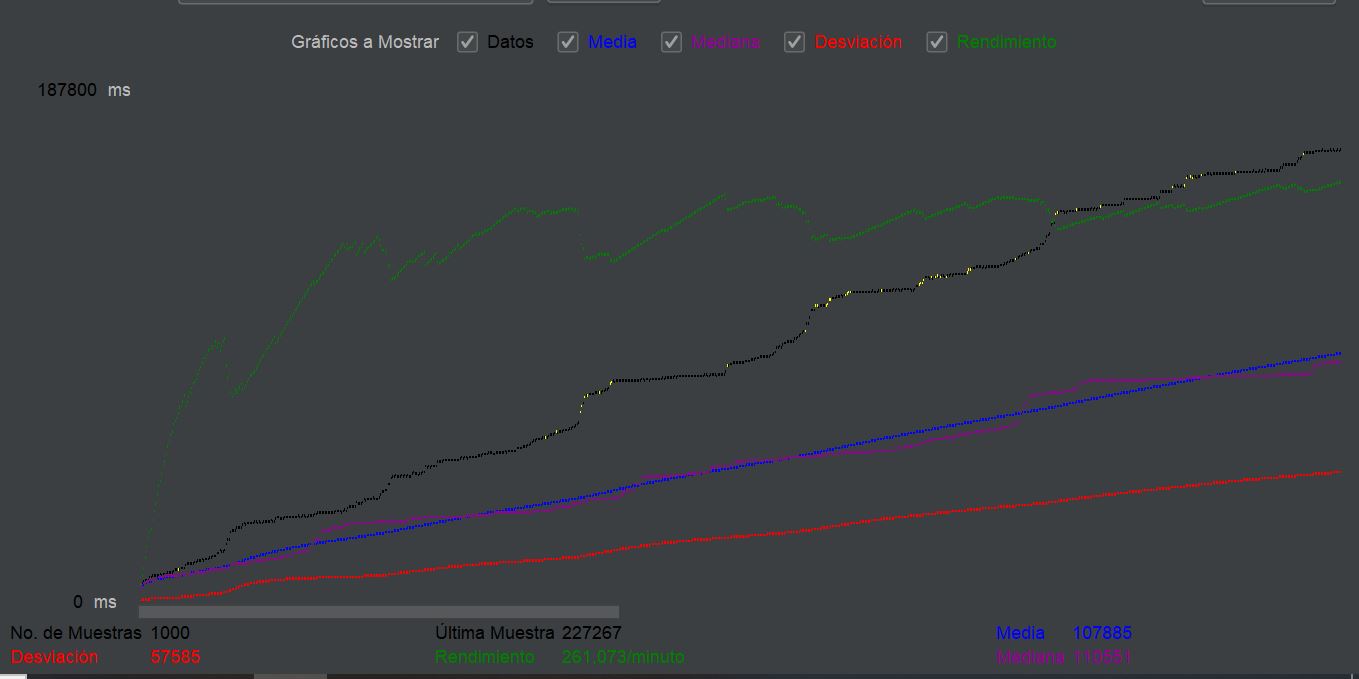 Gráficos a Mostrar Datos Media Mediana Desviación Rendimiento
187800 ms
0 ms
No. de Muestras 1000 Última Muestra 227267 Media 107885
Desviación 57585 Rendimiento 261,073/minuto Mediana 110551